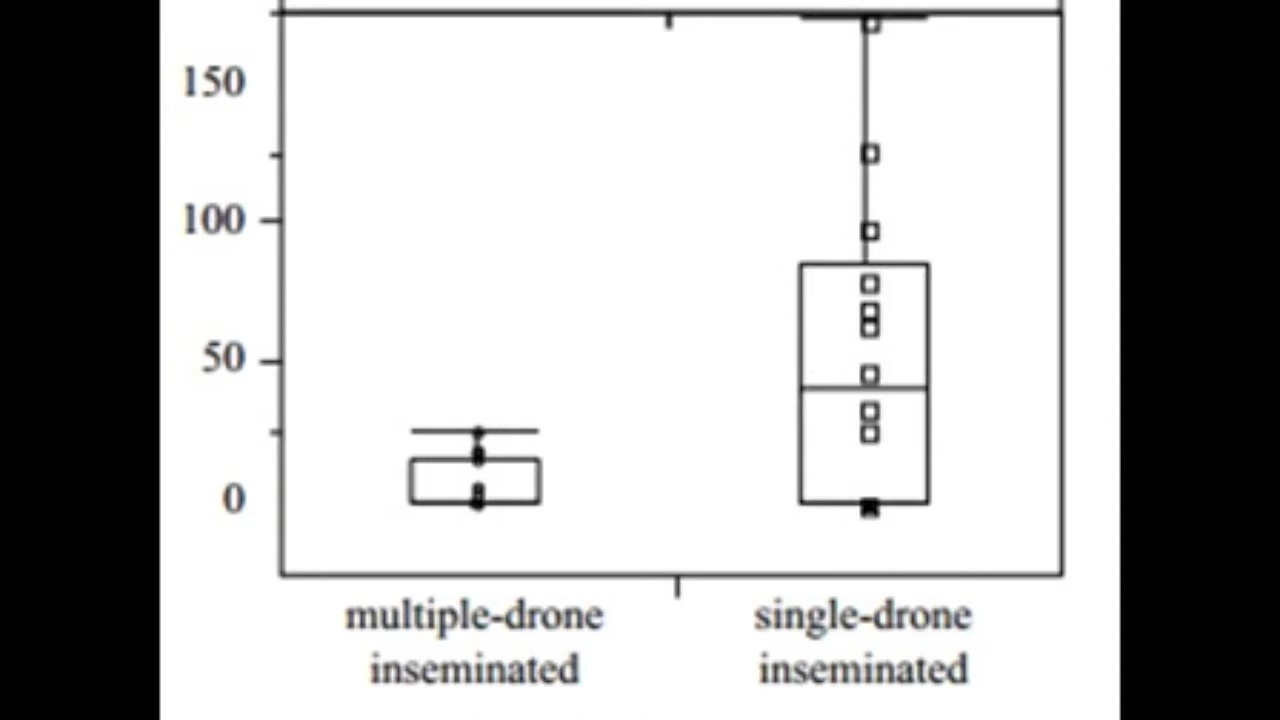 150
100
50
0
multiple-drone single-drone
inseminated inseminated